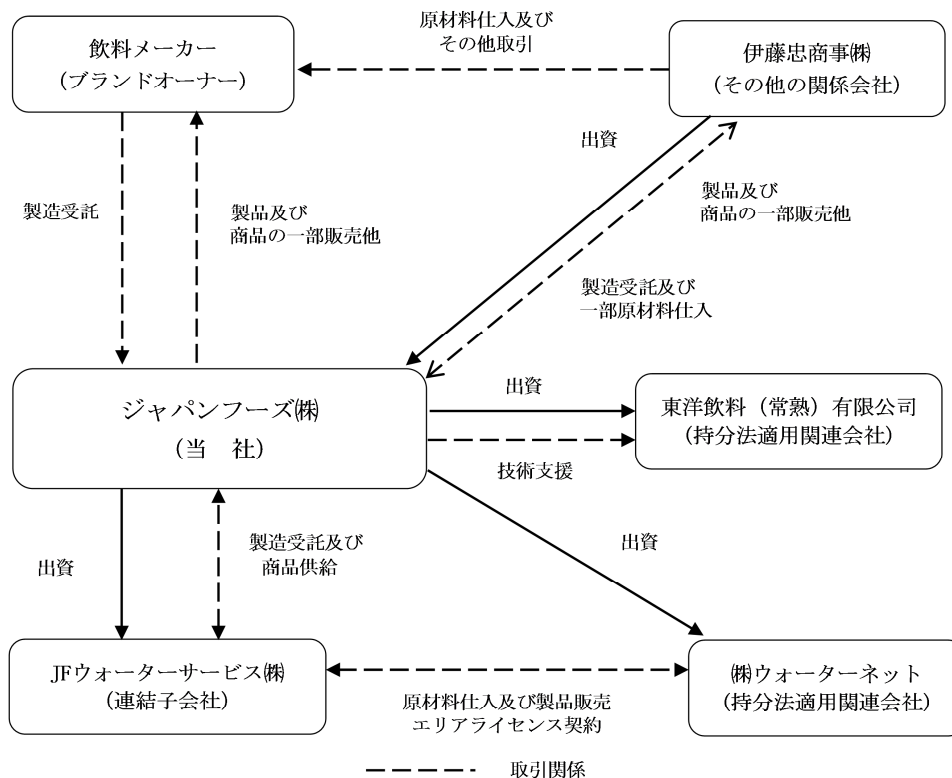 原材料仕入及び
その他取引
飲料メーカー
(ブランドオーナー)
伊藤忠商事㈱
(その他の関係会社)
出資
製造受託
製品及び
商品の一部販売他
製品及び
商品の一部販売他
製造受託及び
一部原材料仕入
ジャパンフーズ㈱
(当 社)
出資
東洋飲料（常熟）有限公司
(持分法適用関連会社)
技術支援
出資
製造受託及び
商品供給
出資
JFウォーターサービス㈱
(連結子会社)
㈱ウォーターネット
(持分法適用関連会社)
原材料仕入及び製品販売
エリアライセンス契約
取引関係